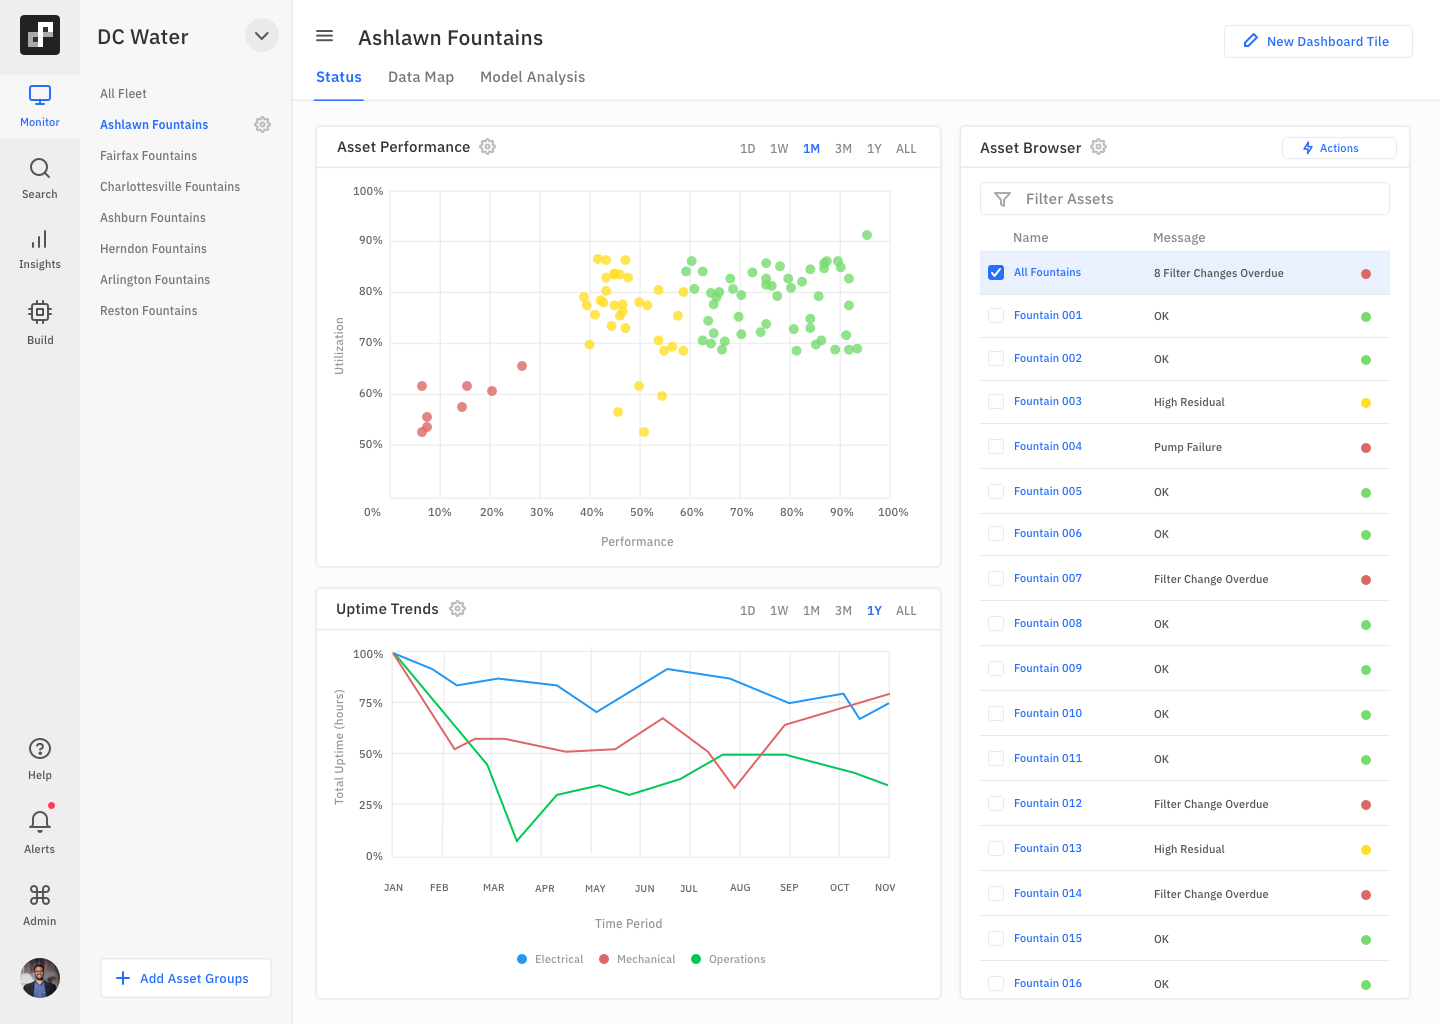 DC Water
Ashlawn Fountains
New Dashboard Tile
Status
Data Map
Model Analysis
Monitor
Search
Insights
Build
Help
Alerts
Admin
All Fleet
Ashlawn Fountains
Fairfax Fountains
Charlottesville Fountains
Ashburn Fountains
Herndon Fountains
Arlington Fountains
Reston Fountains
Add Asset Groups
Asset Performance
1D 1W 1M 3M 1Y ALL
100%
90%
80%
70%
60%
50%
Utilization
0% 10% 20% 30% 40% 50% 60% 70% 80% 90% 100%
Performance
Uptime Trends
1D 1W 1M 3M 1Y ALL
100%
75%
50%
25%
0%
Total Uptime (hours)
JAN FEB MAR APR MAY JUN JUL AUG SEP OCT NOV
Time Period
Electrical Mechanical Operations
Asset Browser
Actions
Filter Assets
Name Message
All Fountains 8 Filter Changes Overdue
Fountain 001 OK
Fountain 002 OK
Fountain 003 High Residual
Fountain 004 Pump Failure
Fountain 005 OK
Fountain 006 OK
Fountain 007 Filter Change Overdue
Fountain 008 OK
Fountain 009 OK
Fountain 010 OK
Fountain 011 OK
Fountain 012 Filter Change Overdue
Fountain 013 High Residual
Fountain 014 Filter Change Overdue
Fountain 015 OK
Fountain 016 OK